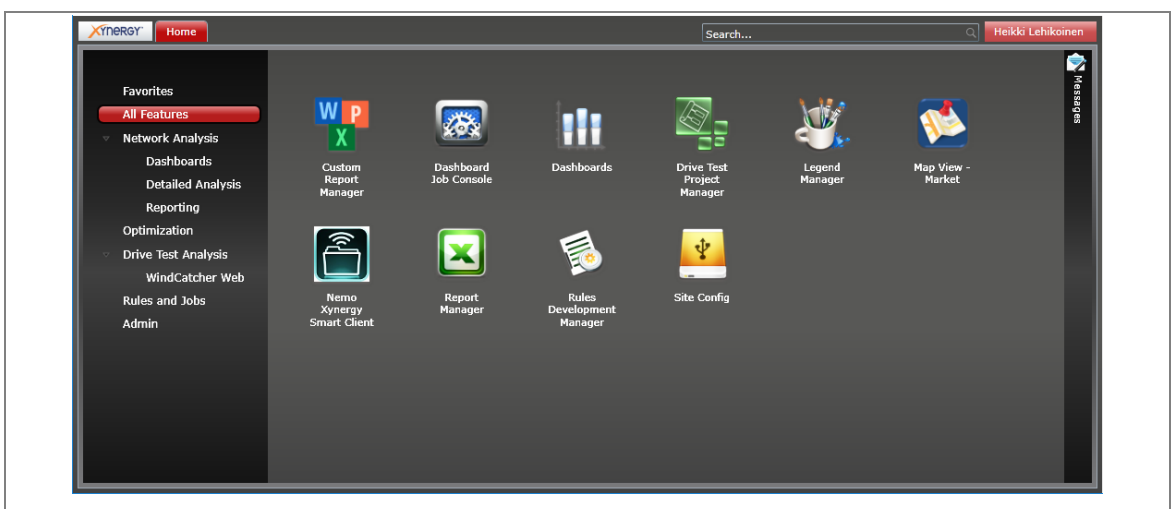 XYNERGY Home Search... Heikki Lehikoinen
Messages
Favorites
All Features
Network Analysis
Dashboards
Detailed Analysis
Reporting
Optimization
Drive Test Analysis
WindCatcher Web
Rules and Jobs
Admin
W P
X
Custom
Report
Manager
Dashboard
Job Console
Dashboards
Drive Test
Project
Manager
Legend
Manager
Map View -
Market
Nemo
Xynergy
Smart Client
X
Report
Manager
Rules
Development
Manager
Site Config